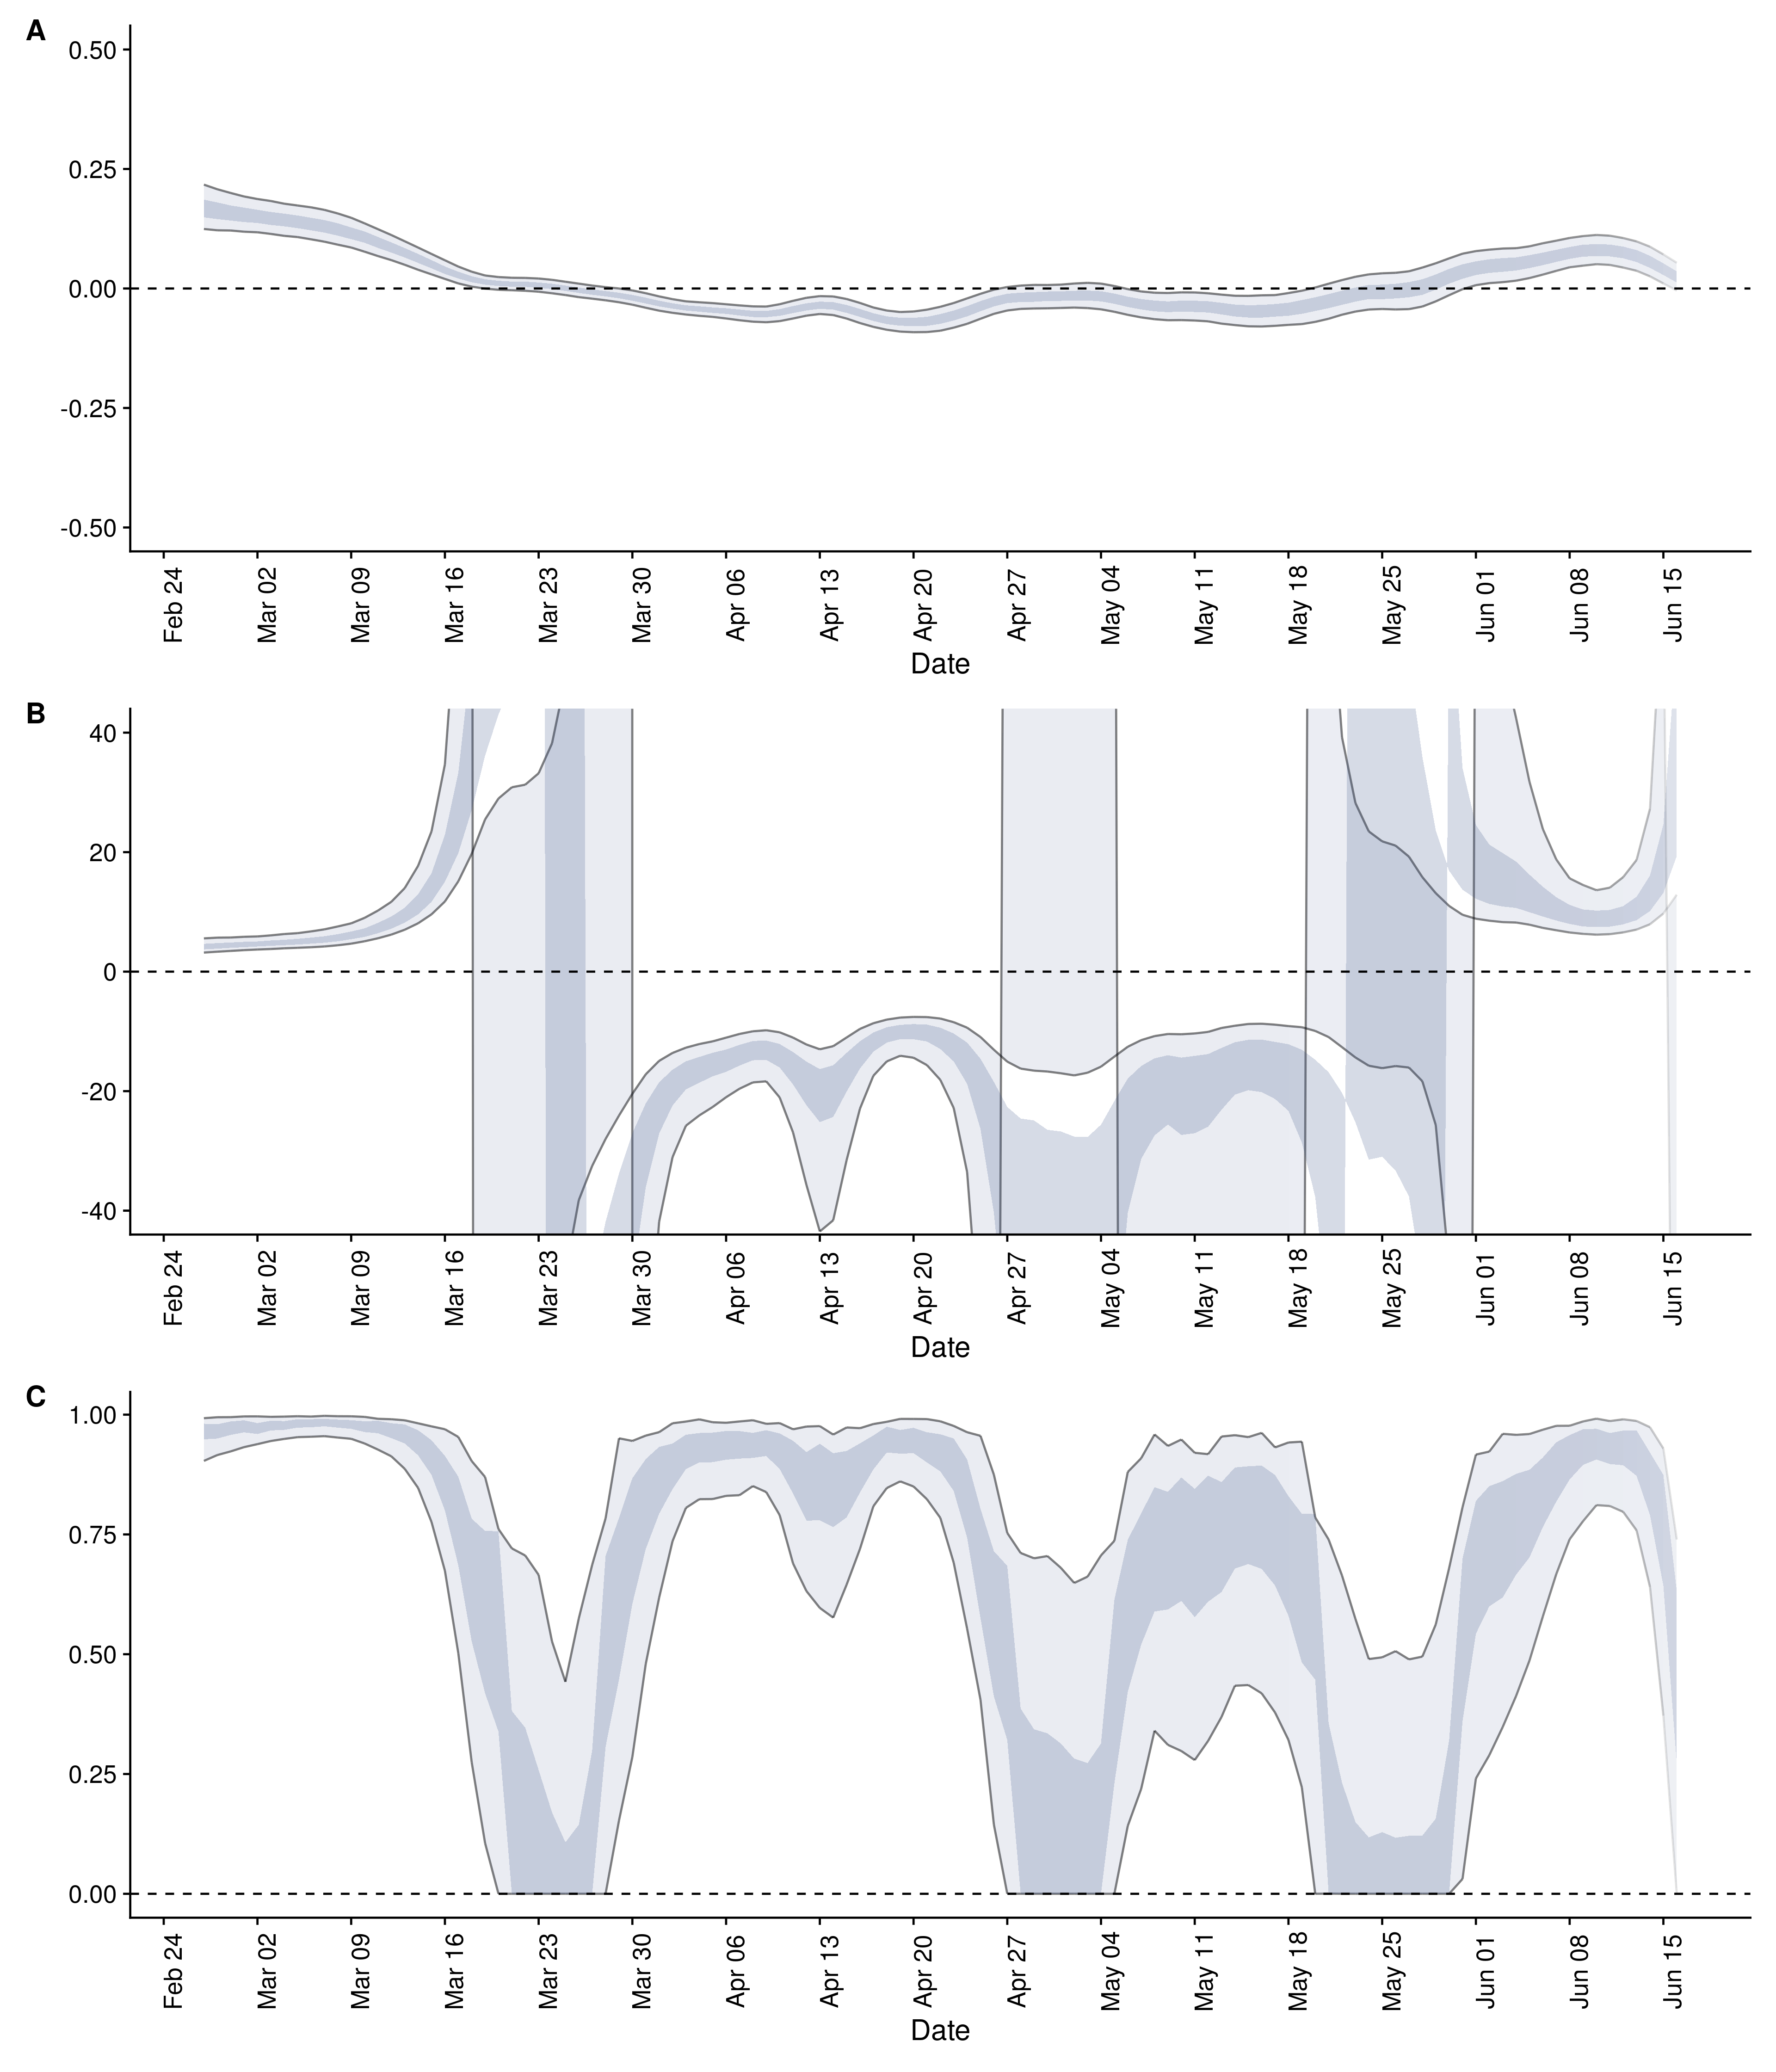 A
0.50
0.25
0.00
-0.25
-0.50
Feb 24
Mar 02
Mar 09
Mar 16
Mar 23
Mar 30
Apr 06
Apr 13
Apr 20
Apr 27
May 04
May 11
May 18
May 25
Jun 01
Jun 08
Jun 15
Date
B
40
20
0
-20
-40
Feb 24
Mar 02
Mar 09
Mar 16
Mar 23
Mar 30
Apr 06
Apr 13
Apr 20
Apr 27
May 04
May 11
May 18
May 25
Jun 01
Jun 08
Jun 15
Date
C
1.00
0.75
0.50
0.25
0.00
Feb 24
Mar 02
Mar 09
Mar 16
Mar 23
Mar 30
Apr 06
Apr 13
Apr 20
Apr 27
May 04
May 11
May 18
May 25
Jun 01
Jun 08
Jun 15
Date